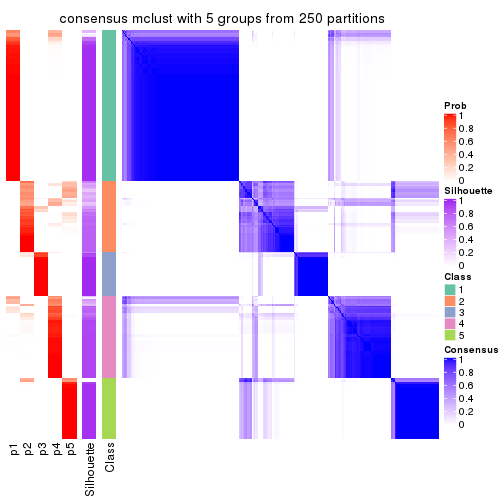 consensus mclust with 5 groups from 250 partitions
Prob
1
0.8
0.6
0.4
0.2
0
Silhouette
1
0.8
0.6
0.4
0.2
0
Class
1
2
3
4
5
Consensus
1
0.8
0.6
0.4
0.2
0
p1
p2
p3
p4
p5
Silhouette
Class